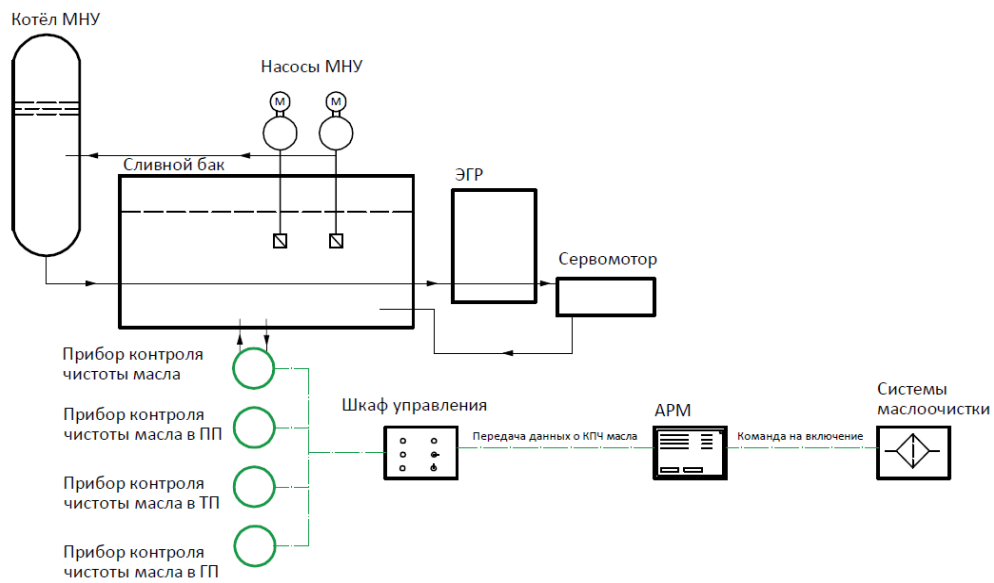 Котёл МНУ
Насосы МНУ
М
М
Сливной бак
ЭГР
Сервомотор
Прибор контроля
чистоты масла
Прибор контроля
чистоты масла в ПП
Прибор контроля
чистоты масла в ТП
Прибор контроля
чистоты масла в ГП
Шкаф управления
Передача данных о КПЧ масла
АРМ
Команда на включение
Системы
маслоочистки